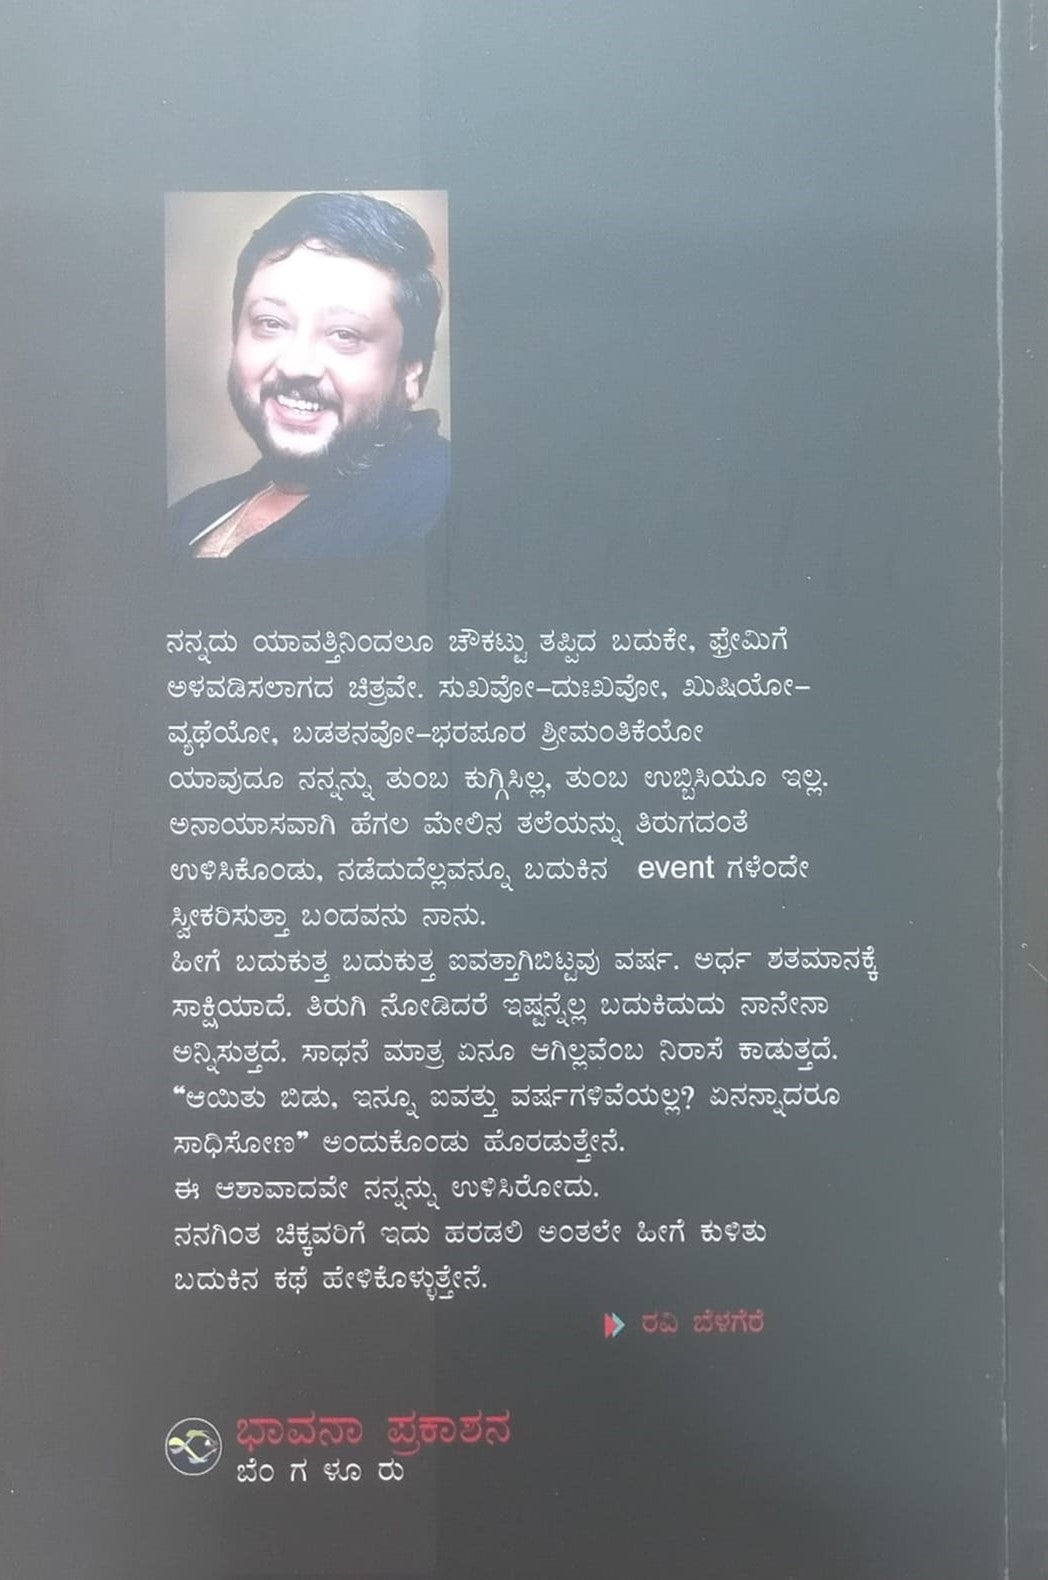 ನನ್ನದು ಯಾವತ್ತಿನಿಂದಲೂ ಚೌಕಟ್ಟು ತಪ್ಪಿದ ಬದುಕೇ, ಫ್ರೇಮಿಗೆ
ಅಳವಡಿಸಲಾಗದ ಚಿತ್ರವೇ. ಸುಖವೋ-ದುಃಖವೋ, ಖುಷಿಯೋ-
ವ್ಯಥೆಯೋ, ಬಡತನವೋ-ಭರಪೂರ ಶ್ರೀಮಂತಿಕೆಯೋ
ಯಾವುದೂ ನನ್ನನ್ನು ತುಂಬ ಕುಗ್ಗಿಸಿಲ್ಲ, ತುಂಬ ಉಬ್ಬಿಸಿಯೂ ಇಲ್ಲ.
ಅನಾಯಾಸವಾಗಿ ಹೆಗಲ ಮೇಲಿನ ತಲೆಯನ್ನು ತಿರುಗದಂತೆ
ಉಳಿಸಿಕೊಂಡು, ನಡೆದುದೆಲ್ಲವನ್ನೂ ಬದುಕಿನ event ಗಳೆಂದೇ
ಸ್ವೀಕರಿಸುತ್ತಾ ಬಂದವನು ನಾನು.
ಹೀಗೆ ಬದುಕುತ್ತ ಬದುಕುತ್ತ ಐವತ್ತಾಗಿಬಿಟ್ಟವು ವರ್ಷ. ಅರ್ಧ ಶತಮಾನಕ್ಕೆ
ಸಾಕ್ಷಿಯಾದೆ. ತಿರುಗಿ ನೋಡಿದರೆ ಇಷ್ಟನ್ನೆಲ್ಲ ಬದುಕಿದುದು ನಾನೇನಾ
ಅನ್ನಿಸುತ್ತದೆ. ಸಾಧನೆ ಮಾತ್ರ ಏನೂ ಆಗಿಲ್ಲವೆಂಬ ನಿರಾಸೆ ಕಾಡುತ್ತದೆ.
“ಆಯಿತು ಬಿಡು, ಇನ್ನೂ ಐವತ್ತು ವರ್ಷಗಳಿವೆಯಲ್ಲ? ಏನನ್ನಾದರೂ
ಸಾಧಿಸೋಣ” ಅಂದುಕೊಂಡು ಹೊರಡುತ್ತೇನೆ.
ಈ ಆಶಾವಾದವೇ ನನ್ನನ್ನು ಉಳಿಸಿರೋದು.
ನನಗಿಂತ ಚಿಕ್ಕವರಿಗೆ ಇದು ಹರಡಲಿ ಅಂತಲೇ ಹೀಗೆ ಕುಳಿತು
ಬದುಕಿನ ಕಥೆ ಹೇಳಿಕೊಳ್ಳುತ್ತೇನೆ.
ರವಿ ಬೆಳಗೆರೆ
ಭಾವನಾ ಪ್ರಕಾಶನ
ಬೆಂ ಗ ಳೂ ರು